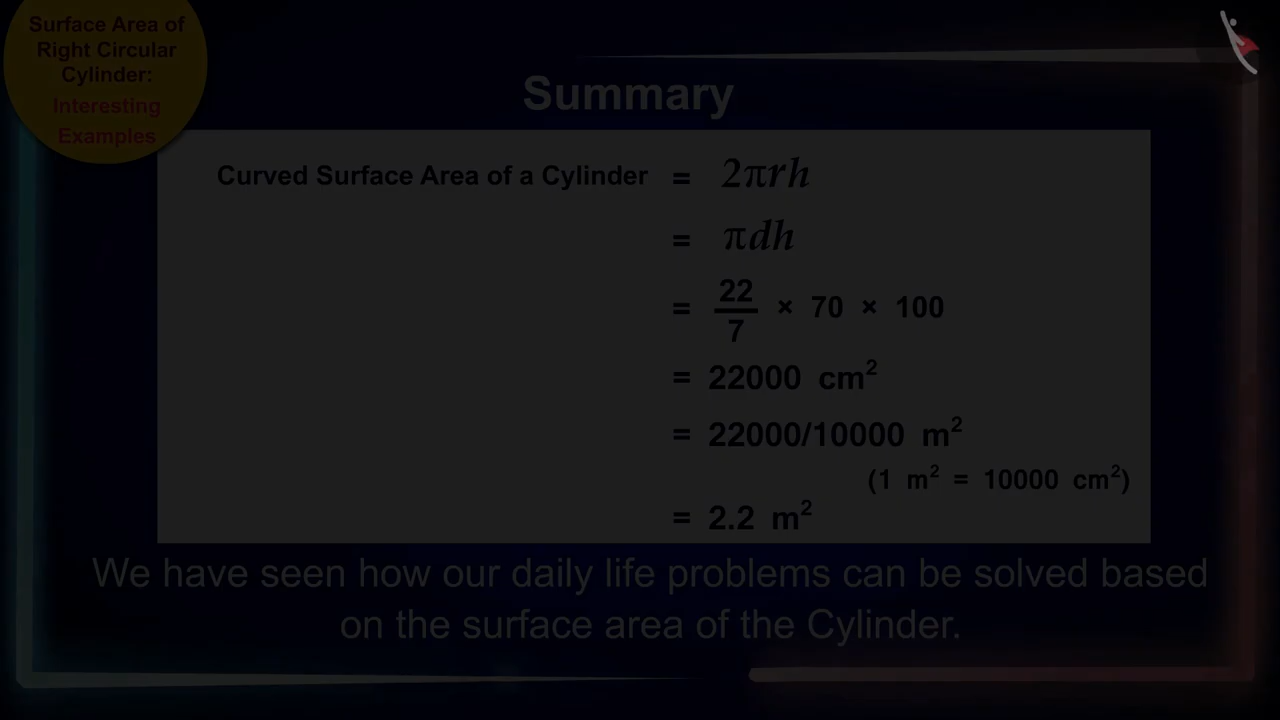 Surface Area of
Right Circular
Cylinder:
Interesting
Examples
Summary
Curved Surface Area of a Cylinder = 2πrh
= πdh
= 22/7 × 70 × 100
= 22000 cm²
= 22000/10000 m²
(1 m² = 10000 cm²)
= 2.2 m²
We have seen how our daily life problems can be solved based
on the surface area of the Cylinder.